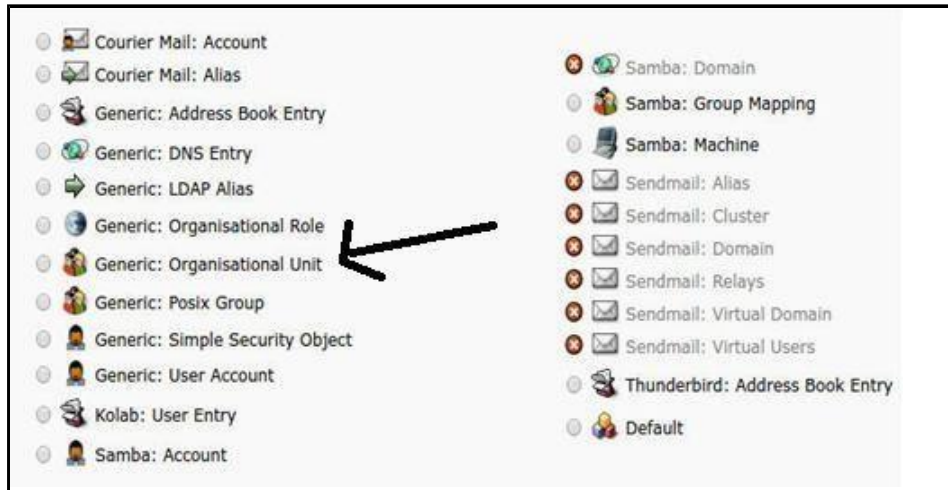 Courier Mail: Account
Courier Mail: Alias
Generic: Address Book Entry
Generic: DNS Entry
Generic: LDAP Alias
Generic: Organisational Role
Generic: Organisational Unit
Generic: Posix Group
Generic: Simple Security Object
Generic: User Account
Kolab: User Entry
Samba: Account
Samba: Domain
Samba: Group Mapping
Samba: Machine
Sendmail: Alias
Sendmail: Cluster
Sendmail: Domain
Sendmail: Relays
Sendmail: Virtual Domain
Sendmail: Virtual Users
Thunderbird: Address Book Entry
Default